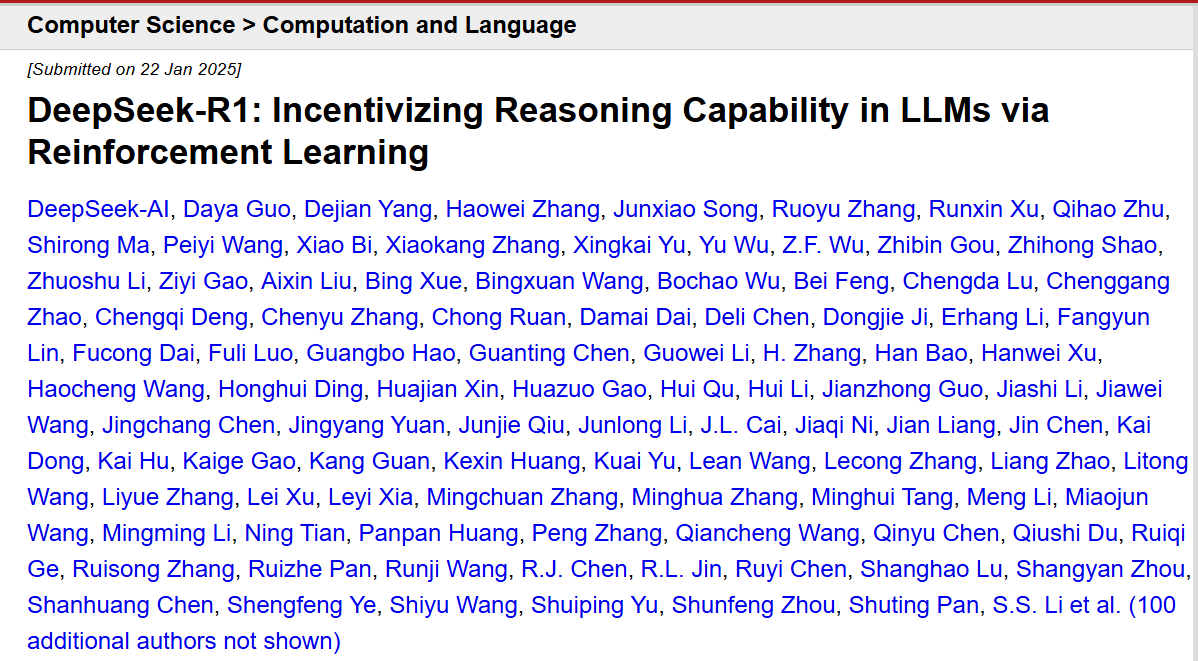 Computer Science > Computation and Language
[Submitted on 22 Jan 2025]
DeepSeek-R1: Incentivizing Reasoning Capability in LLMs via
Reinforcement Learning
DeepSeek-AI, Daya Guo, Dejian Yang, Haowei Zhang, Junxiao Song, Ruoyu Zhang, Runxin Xu, Qihao Zhu,
Shirong Ma, Peiyi Wang, Xiao Bi, Xiaokang Zhang, Xingkai Yu, Yu Wu, Z.F. Wu, Zhibin Gou, Zhihong Shao,
Zhuoshu Li, Ziyi Gao, Aixin Liu, Bing Xue, Bingxuan Wang, Bochao Wu, Bei Feng, Chengda Lu, Chenggang
Zhao, Chengqi Deng, Chenyu Zhang, Chong Ruan, Damai Dai, Deli Chen, Dongjie Ji, Erhang Li, Fangyun
Lin, Fucong Dai, Fuli Luo, Guangbo Hao, Guanting Chen, Guowei Li, H. Zhang, Han Bao, Hanwei Xu,
Haocheng Wang, Honghui Ding, Huajian Xin, Huazuo Gao, Hui Qu, Hui Li, Jianzhong Guo, Jiashi Li, Jiawei
Wang, Jingchang Chen, Jingyang Yuan, Junjie Qiu, Junlong Li, J.L. Cai, Jiaqi Ni, Jian Liang, Jin Chen, Kai
Dong, Kai Hu, Kaige Gao, Kang Guan, Kexin Huang, Kuai Yu, Lean Wang, Lecong Zhang, Liang Zhao, Litong
Wang, Liyue Zhang, Lei Xu, Leyi Xia, Mingchuan Zhang, Minghua Zhang, Minghui Tang, Meng Li, Miaojun
Wang, Mingming Li, Ning Tian, Panpan Huang, Peng Zhang, Qiancheng Wang, Qinyu Chen, Qiushi Du, Ruiqi
Ge, Ruisong Zhang, Ruizhe Pan, Runji Wang, R.J. Chen, R.L. Jin, Ruyi Chen, Shanghao Lu, Shangyan Zhou,
Shanhuang Chen, Shengfeng Ye, Shiyu Wang, Shuiping Yu, Shunfeng Zhou, Shuting Pan, S.S. Li et al. (100
additional authors not shown)